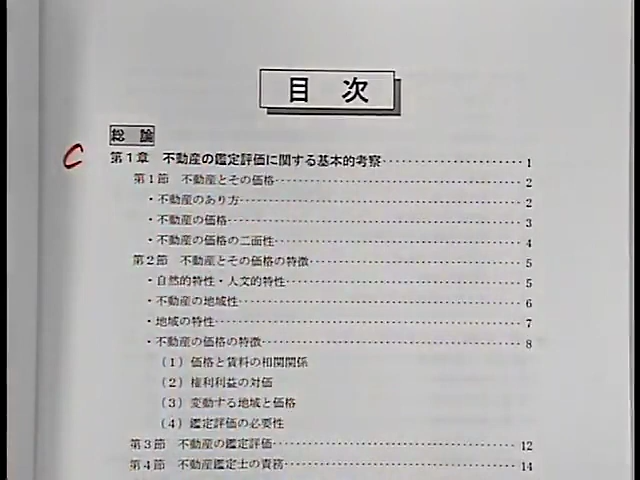 目 次
総 論
C 第1章 不動産の鑑定評価に関する基本的考察 1
第1節 不動産とその価格 2
・不動産のあり方 2
・不動産の価格 3
・不動産の価格の二面性 4
第2節 不動産とその価格の特徴 5
・自然的特性・人文的特性 5
・不動産の地域性 6
・地域の特性 7
・不動産の価格の特徴 8
(1) 価格と賃料の相関関係
(2) 権利利益の対価
(3) 変動する地域と価格
(4) 鑑定評価の必要性
第3節 不動産の鑑定評価 12
第4節 不動産鑑定士の責務 14